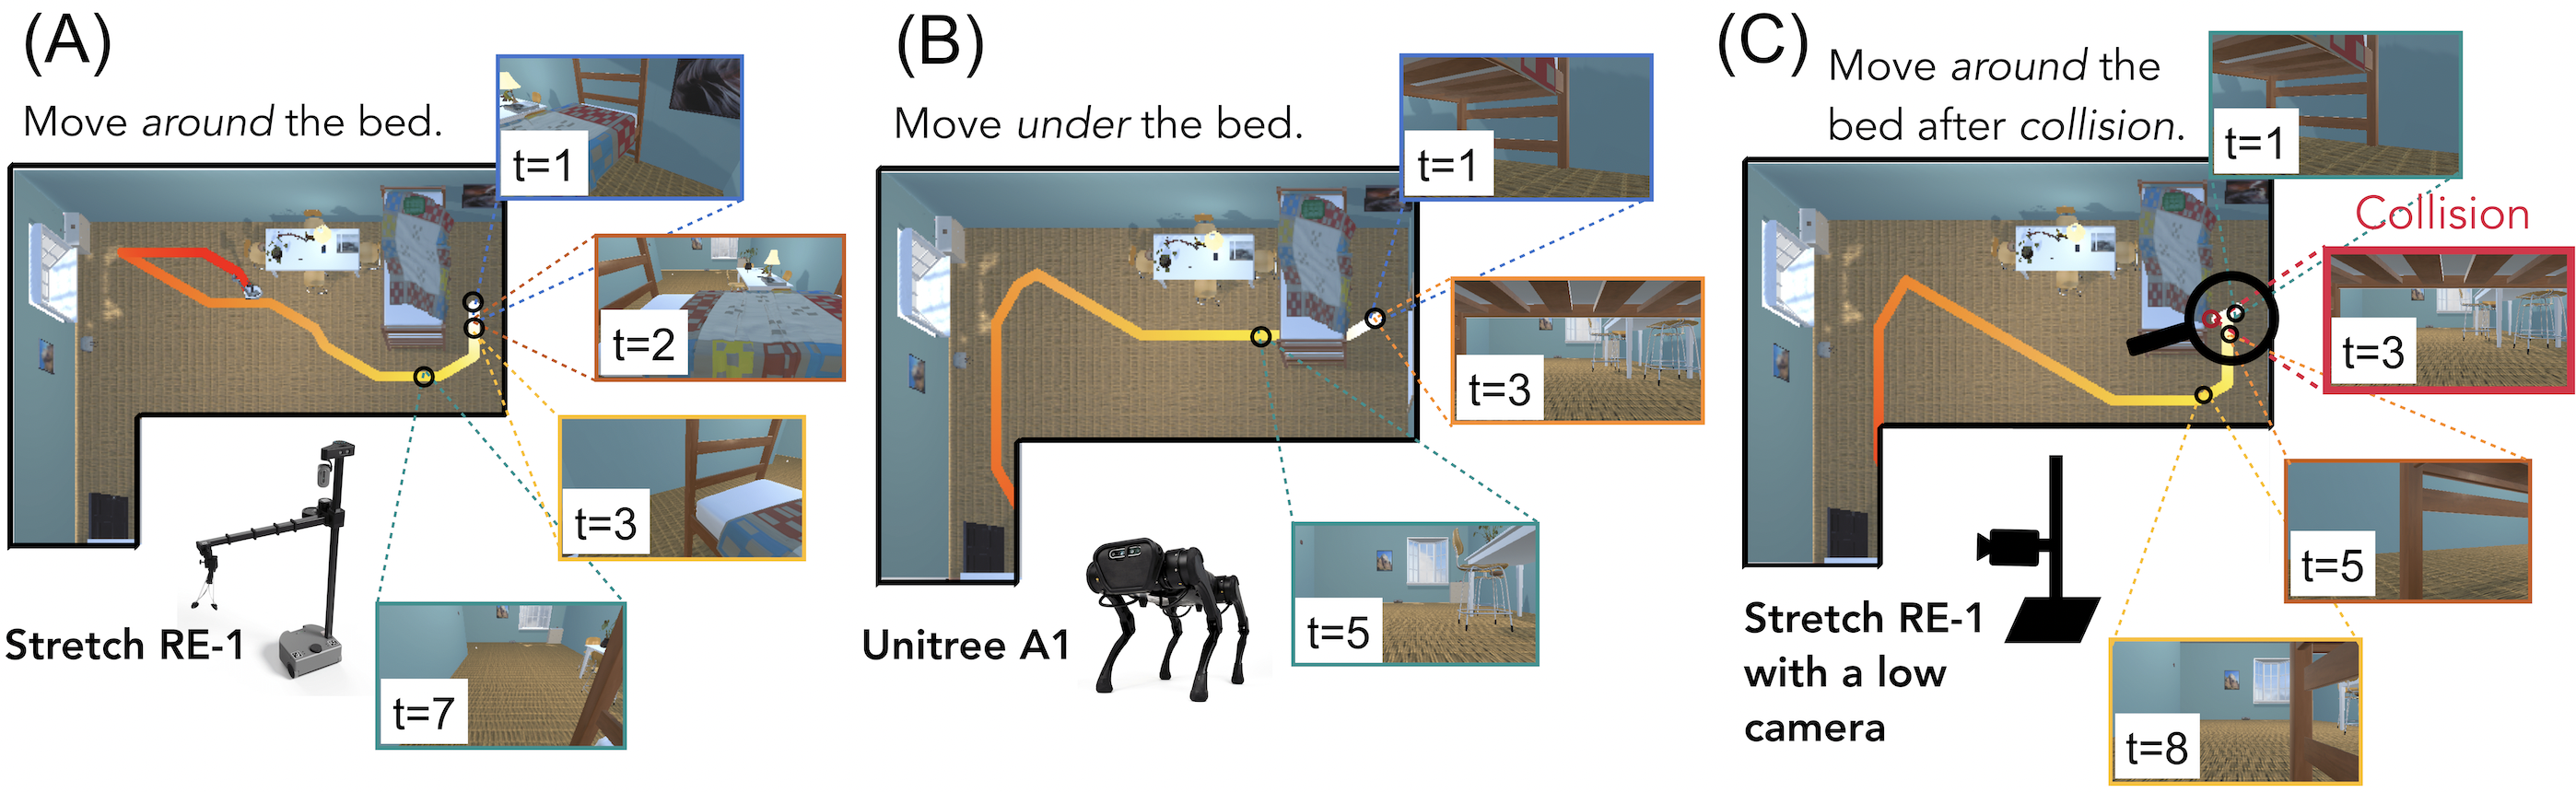 (A)
Move around the bed.
t=1
t=2
t=3
t=7
Stretch RE-1
(B)
Move under the bed.
t=1
t=3
t=5
Unitree A1
(C)
Move around the
bed after collision.
t=1
Collision
t=3
t=5
t=8
Stretch RE-1
with a low
camera